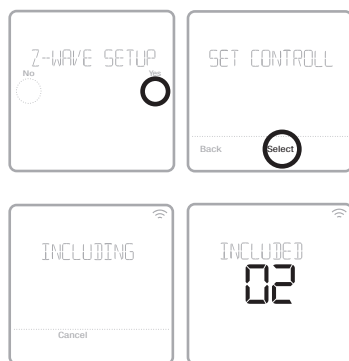 Z-WAVE SETUP
No Yes
SET CONTROLL
Back Select
INCLUDING
Cancel
INCLUDED
02